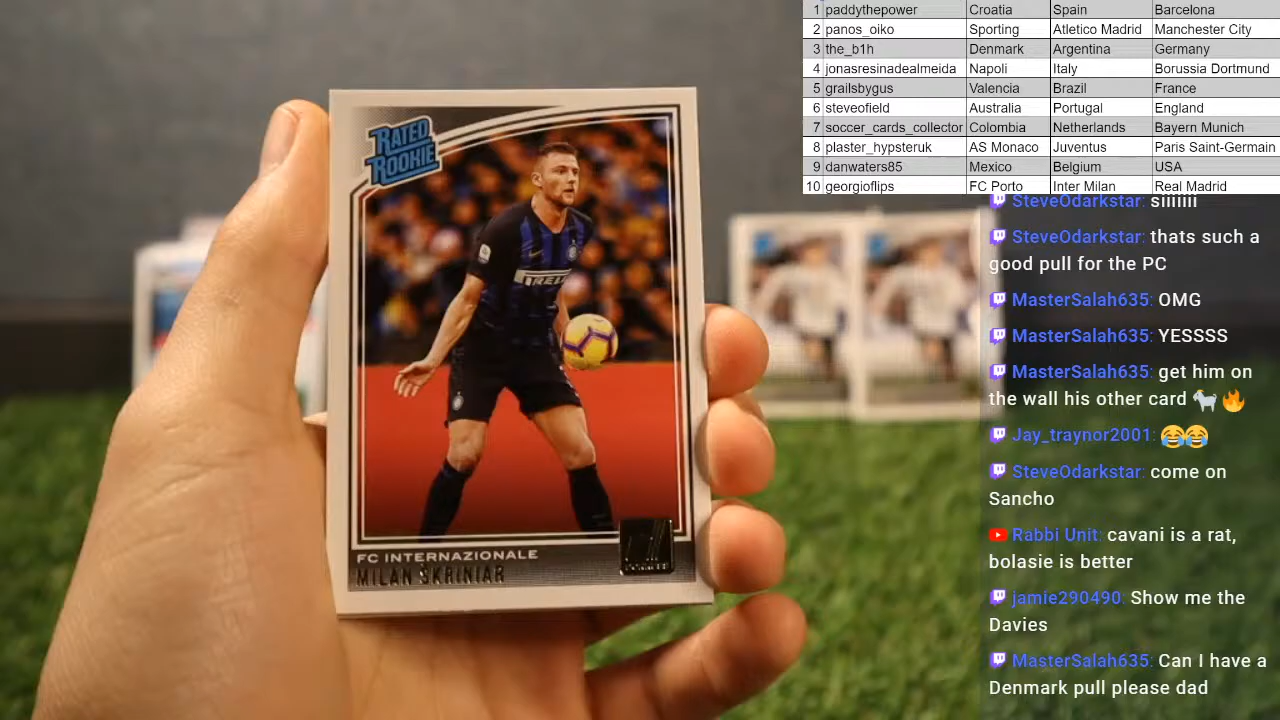 RATED
ROOKIE
PIRELLI
FC INTERNAZIONALE
MILAN ŠKRINIAR
1 paddythepower Croatia Spain Barcelona
2 panos_oiko Sporting Atletico Madrid Manchester City
3 the_b1h Denmark Argentina Germany
4 jonasresinadealmeida Napoli Italy Borussia Dortmund
5 grailsbygus Valencia Brazil France
6 steveofield Australia Portugal England
7 soccer_cards_collector Colombia Netherlands Bayern Munich
8 plaster_hypsteruk AS Monaco Juventus Paris Saint-Germain
9 danwaters85 Mexico Belgium USA
10 georgioflips FC Porto Inter Milan Real Madrid
SteveOdarkstar: siiiiii
SteveOdarkstar: thats such a
good pull for the PC
MasterSalah635: OMG
MasterSalah635: YESSSS
MasterSalah635: get him on
the wall his other card 🐐🔥
Jay_traynor2001: 😂😂
SteveOdarkstar: come on
Sancho
Rabbi Unit: cavani is a rat,
bolasie is better
jamie290490: Show me the
Davies
MasterSalah635: Can I have a
Denmark pull please dad